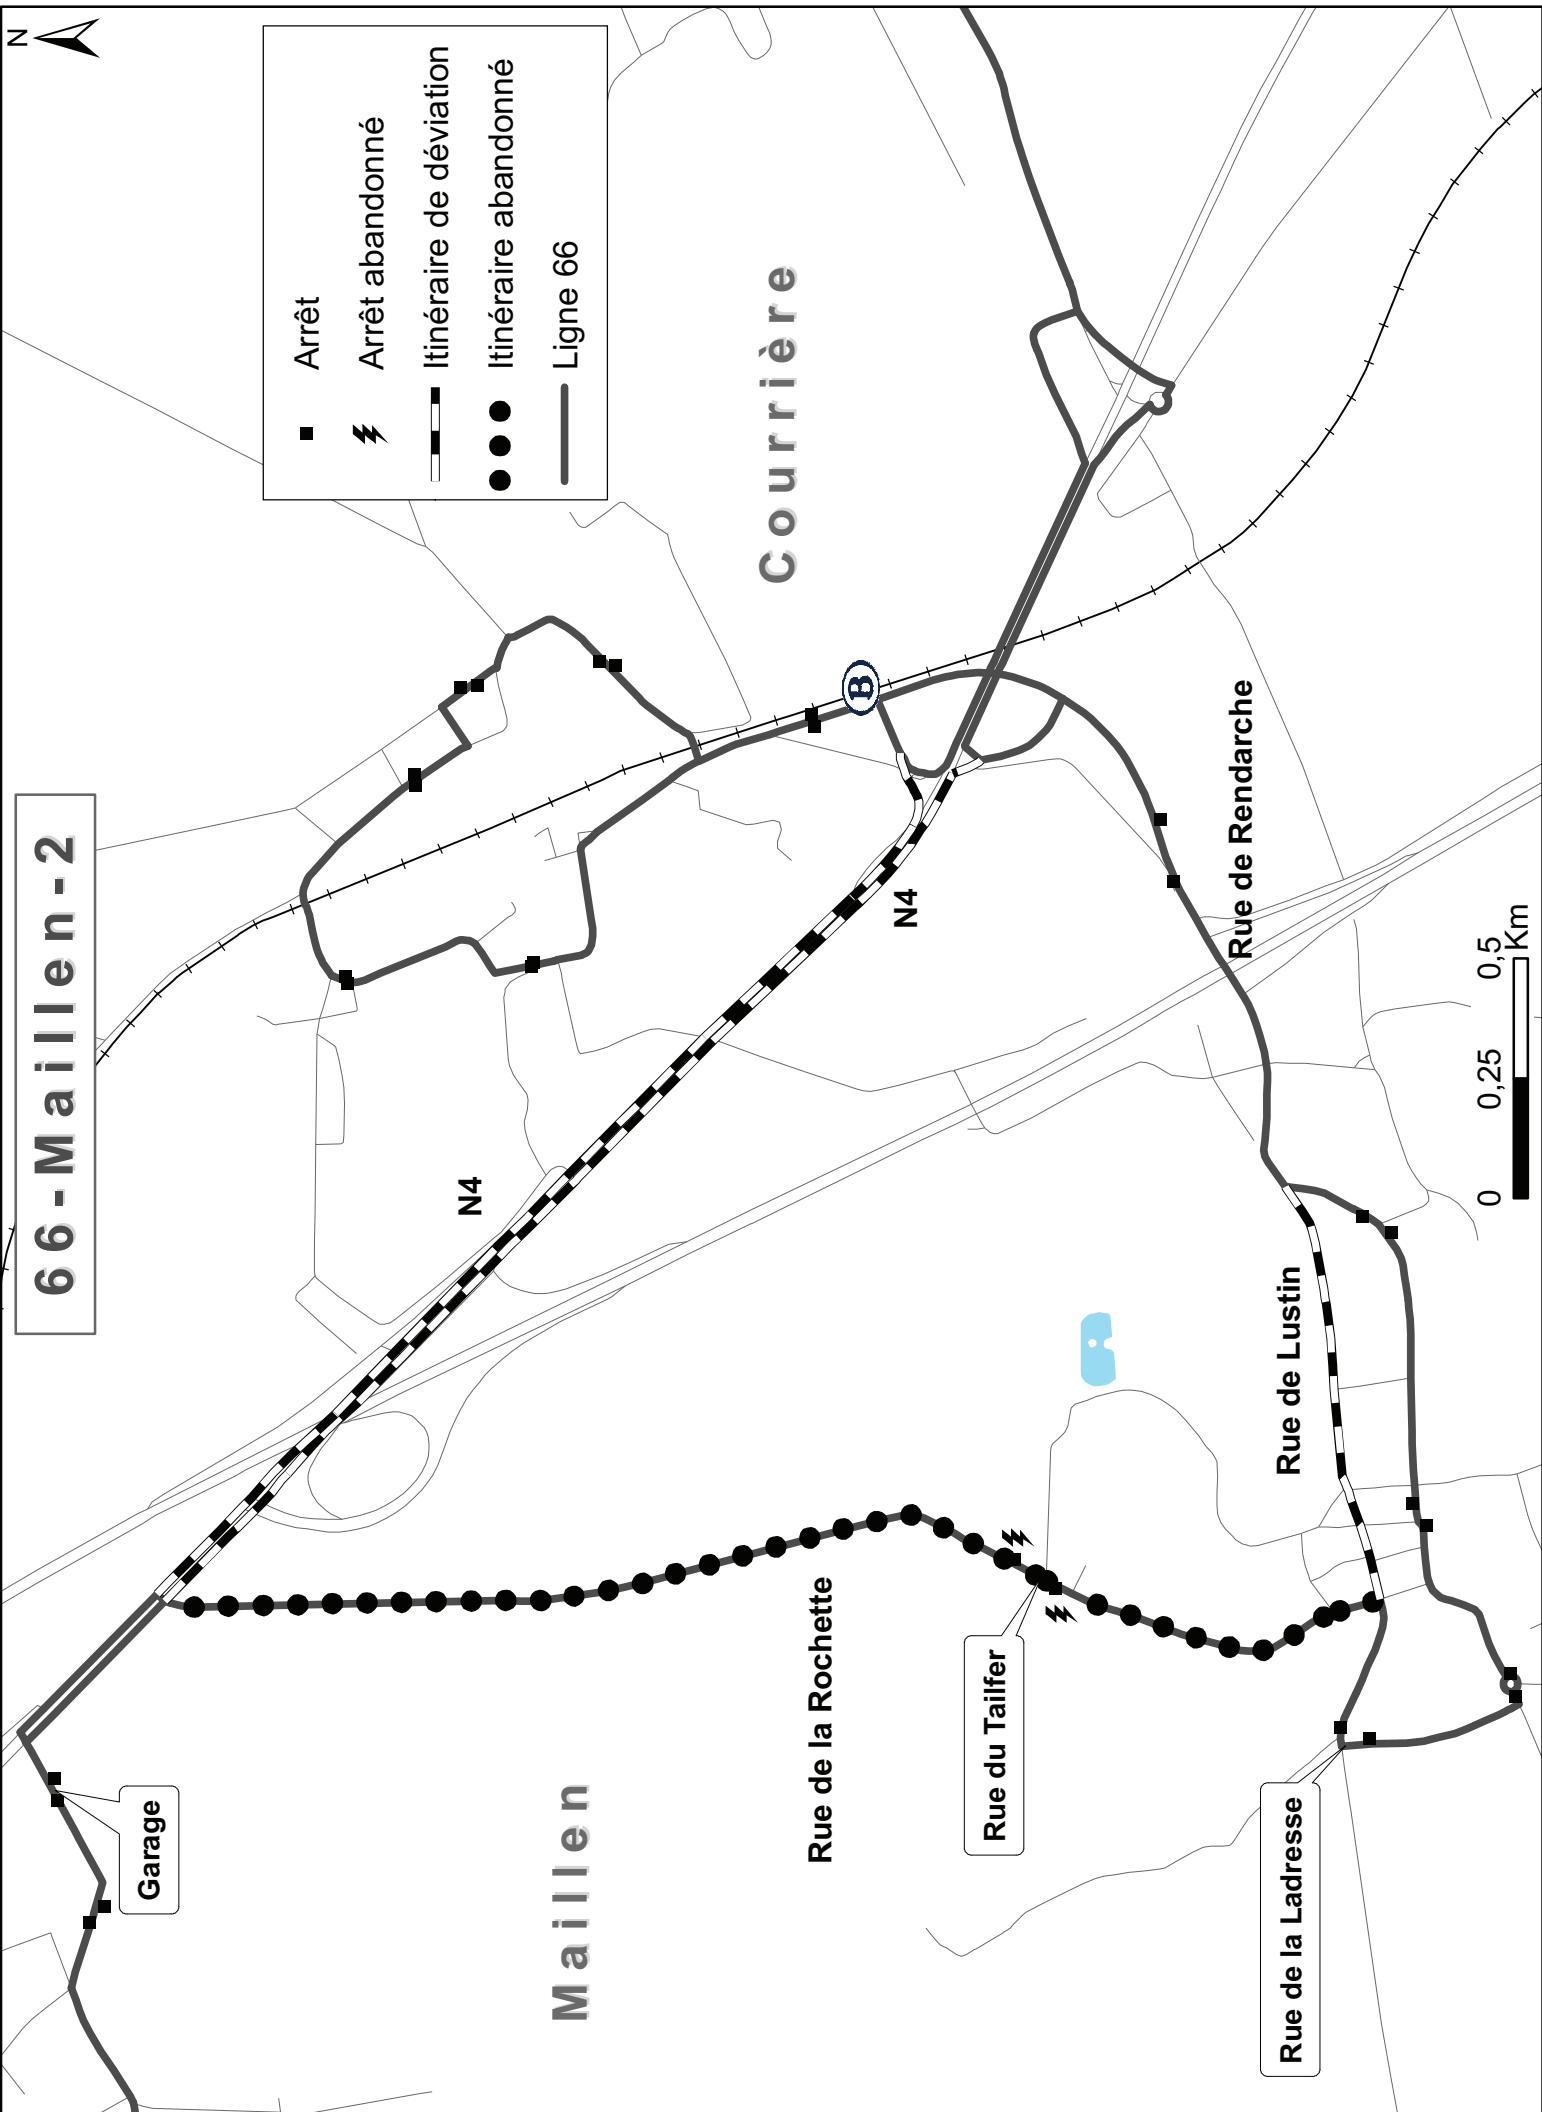 66-Maillen-2
N
Arrêt
Arrêt abandonné
Itinéraire de déviation
Itinéraire abandonné
Ligne 66
Courrière
B
N4
N4
Garage
Maillen
Rue de la Rochette
Rue du Tailfer
Rue de Lustin
Rue de Rendarche
Rue de la Ladresse
0 0,25 0,5
Km